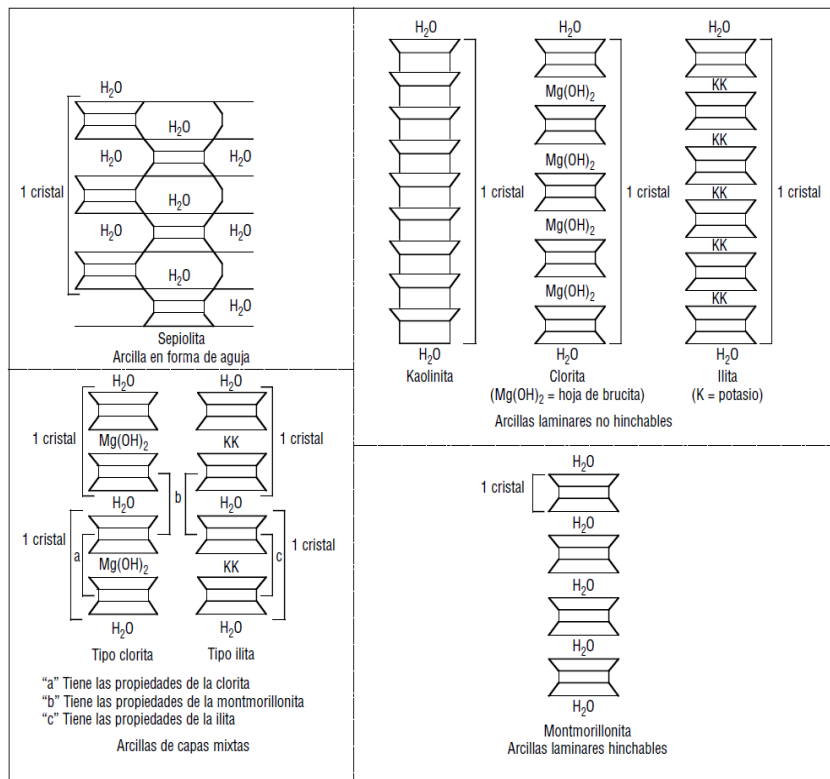 H2O
H2O
H2O
H2O
H2O
H2O
H2O
H2O
H2O
H2O
1 cristal
Sepiolita
Arcilla en forma de aguja
H2O
1 cristal
H2O
Kaolinita
H2O
Mg(OH)2
Mg(OH)2
Mg(OH)2
Mg(OH)2
1 cristal
H2O
Clorita
(Mg(OH)2 = hoja de brucita)
H2O
KK
KK
KK
KK
KK
1 cristal
H2O
Ilita
(K = potasio)
Arcillas laminares no hinchables
H2O
1 cristal
Mg(OH)2
H2O
1 cristal
a
Mg(OH)2
H2O
Tipo clorita
b
H2O
KK
1 cristal
H2O
c
1 cristal
KK
H2O
Tipo ilita
“a” Tiene las propiedades de la clorita
“b” Tiene las propiedades de la montmorillonita
“c” Tiene las propiedades de la ilita
Arcillas de capas mixtas
H2O
1 cristal
H2O
H2O
H2O
H2O
Montmorillonita
Arcillas laminares hinchables